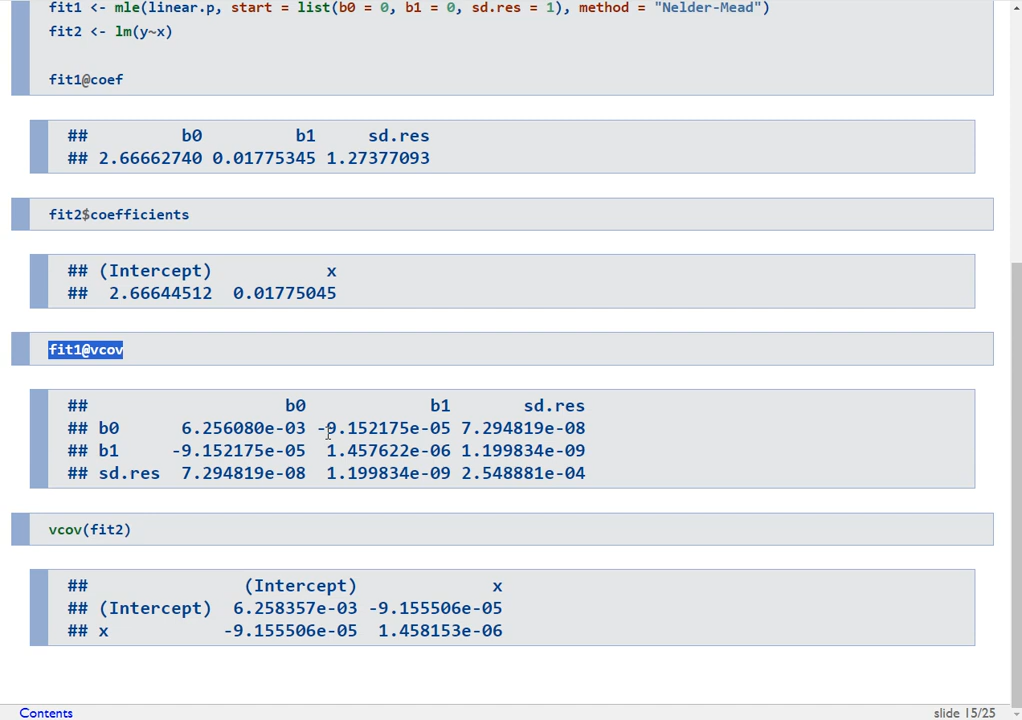 fit1 <- mle(linear.p, start = list(b0 = 0, b1 = 0, sd.res = 1), method = "Nelder-Mead")
fit2 <- lm(y~x)
fit1@coef
##            b0         b1     sd.res
## 2.66662740 0.01775345 1.27377093
fit2$coefficients
## (Intercept)           x
##  2.66644512  0.01775045
fit1@vcov
##                   b0            b1       sd.res
## b0      6.256080e-03 -9.152175e-05 7.294819e-08
## b1     -9.152175e-05  1.457622e-06 1.199834e-09
## sd.res  7.294819e-08  1.199834e-09 2.548881e-04
vcov(fit2)
##               (Intercept)             x
## (Intercept)  6.258357e-03 -9.155506e-05
## x           -9.155506e-05  1.458153e-06
Contents
slide 15/25